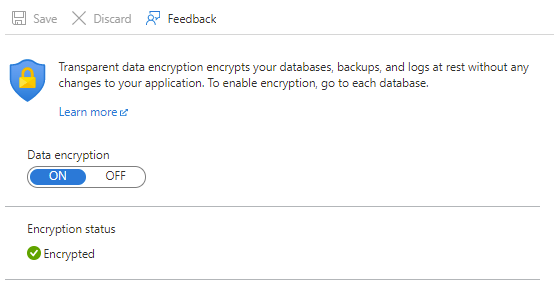 Save Discard Feedback
Transparent data encryption encrypts your databases, backups, and logs at rest without any
changes to your application. To enable encryption, go to each database.
Learn more
Data encryption
ON OFF
Encryption status
Encrypted